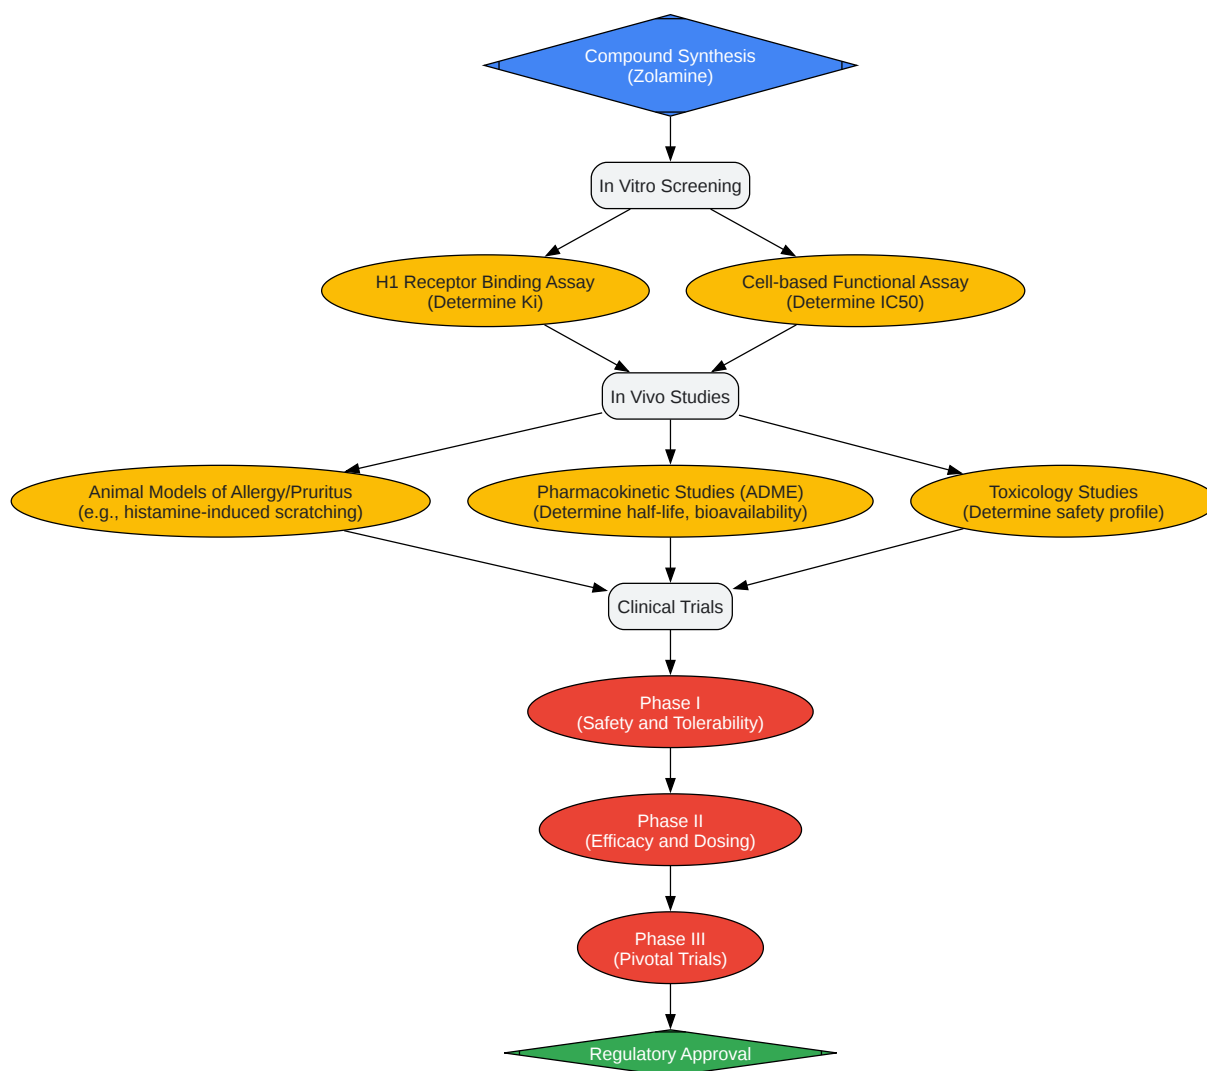 Compound Synthesis
(Zolamine)
In Vitro Screening
H1 Receptor Binding Assay
(Determine Ki)
Cell-based Functional Assay
(Determine IC50)
In Vivo Studies
Animal Models of Allergy/Pruritus
(e.g., histamine-induced scratching)
Pharmacokinetic Studies (ADME)
(Determine half-life, bioavailability)
Toxicology Studies
(Determine safety profile)
Clinical Trials
Phase I
(Safety and Tolerability)
Phase II
(Efficacy and Dosing)
Phase III
(Pivotal Trials)
Regulatory Approval